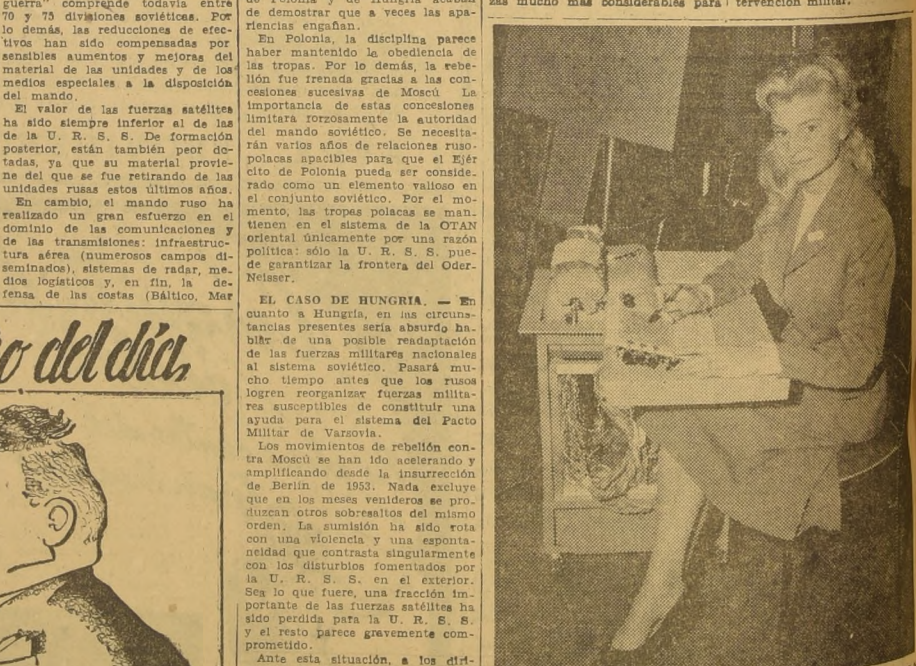 guerra" comprende todavía entre
70 y 75 divisiones soviéticas. Por
lo demás, las reducciones de efec-
tivos han sido compensadas por
sensibles aumentos y mejoras del
material de las unidades y de los
medios especiales a la disposición
del mando.
El valor de las fuerzas satélites
ha sido siempre inferior al de las
de la U. R. S. S. De formación
posterior, están también peor do-
tadas, ya que su material provie-
ne del que se fue retirando de las
unidades rusas estos últimos años.
En cambio, el mando ruso ha
realizado un gran esfuerzo en el
dominio de las comunicaciones y
de las transmisiones: infraestruc-
tura aérea (numerosos campos di-
seminados), sistemas de radar, me-
dios logísticos y, en fin, la de-
fensa de las costas (Báltico, Mar
o del día
de Polonia y de Hungría acaban
de demostrar que a veces las apa-
riencias engañan.
En Polonia, la disciplina parece
haber mantenido la obediencia de
las tropas. Por lo demás, la rebe-
lión fue frenada gracias a las con-
cesiones sucesivas de Moscú La
importancia de estas concesiones
limitará forzosamente la autoridad
del mando soviético. Se necesita-
rán varios años de relaciones ruso-
polacas apacibles para que el Ejér
cito de Polonia pueda ser conside-
rado como un elemento valioso en
el conjunto soviético. Por el mo-
mento, las tropas polacas se man-
tienen en el sistema de la OTAN
oriental únicamente por una razón
política: sólo la U. R. S. S. pue-
de garantizar la frontera del Oder-
Neisser.
EL CASO DE HUNGRIA. — En
cuanto a Hungría, en las circuns-
tancias presentes sería absurdo ha-
blar de una posible readaptación
de las fuerzas militares nacionales
al sistema soviético. Pasará mu-
cho tiempo antes que los rusos
logren reorganizar fuerzas milita-
res susceptibles de constituir una
ayuda para el sistema del Pacto
Militar de Varsovia.
Los movimientos de rebelión con-
tra Moscú se han ido acelerando y
amplificando desde la insurrección
de Berlín de 1953. Nada excluye
que en los meses venideros se pro-
duzcan otros sobresaltos del mismo
orden. La sumisión ha sido rota
con una violencia y una esponta-
neidad que contrasta singularmente
con los disturbios fomentados por
la U. R. S. S. en el exterior.
Sea lo que fuere, una fracción im-
portante de las fuerzas satélites ha
sido perdida para la U. R. S. S.
y el resto parece gravemente com-
prometido.
Ante esta situación, a los diri-
zas mucho más considerables para tervención militar.